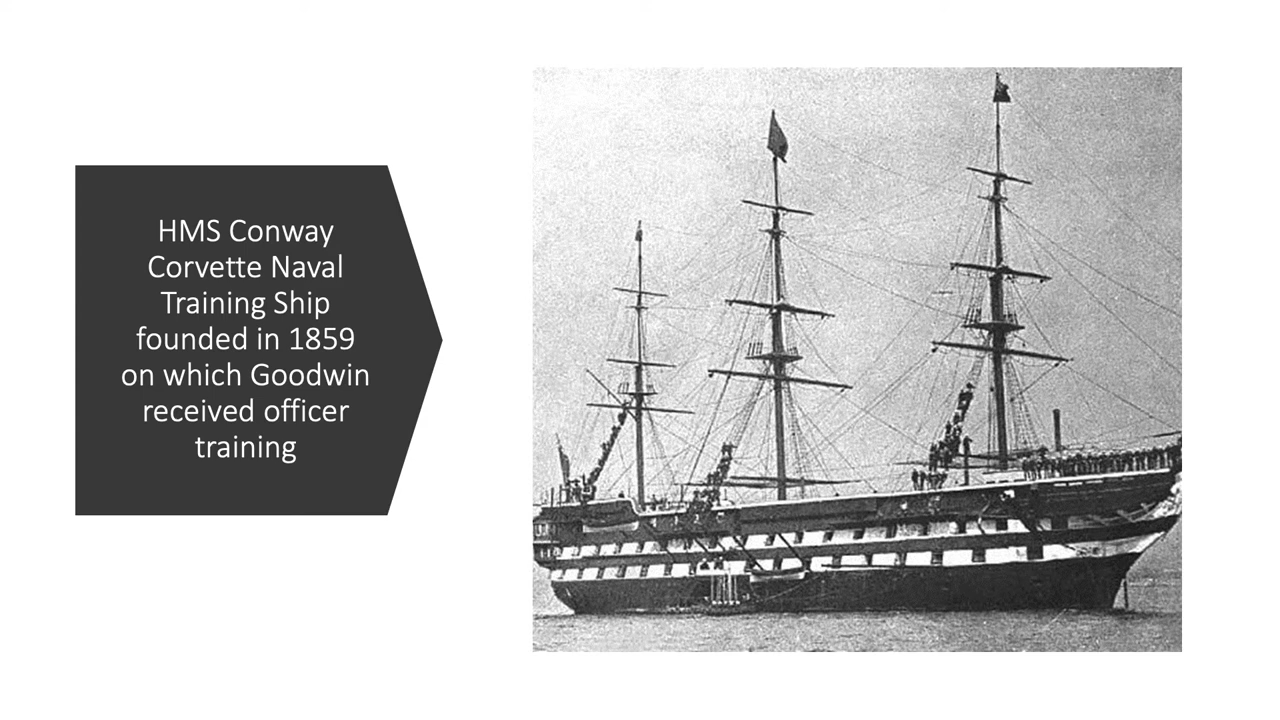 HMS Conway
Corvette Naval
Training Ship
founded in 1859
on which Goodwin
received officer
training